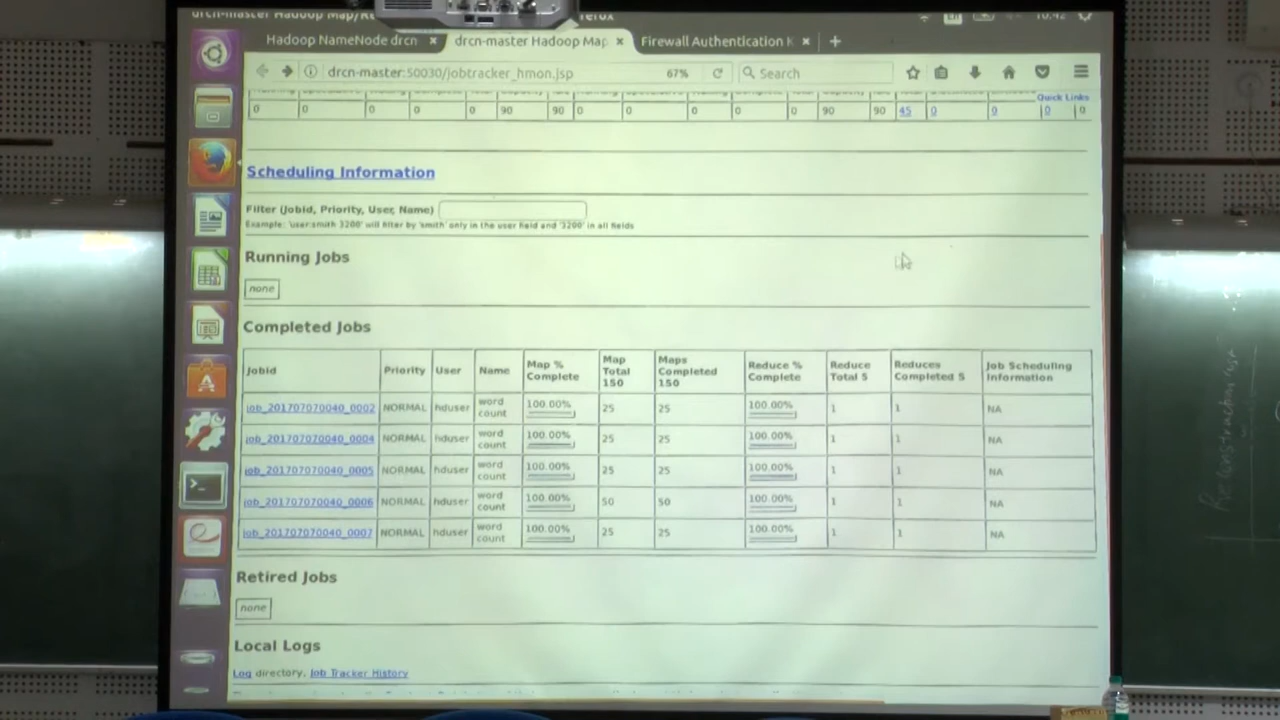 drcn-master Hadoop Map/Re
Hadoop NameNode drcn × drcn-master Hadoop Map × Firewall Authentication K × +
drcn-master:50030/jobtracker_hmon.jsp 67% Search
Quick Links
0 0 0 0 0 90 90 0 0 0 0 0 90 90 45 0 0 0 0
Scheduling Information
Filter (Jobid, Priority, User, Name)
Example: 'user:smith 3200' will filter by 'smith' only in the user field and '3200' in all fields
Running Jobs
none
Completed Jobs
Jobid Priority User Name Map % Complete Map Total 150 Maps Completed 150 Reduce % Complete Reduce Total 5 Reduces Completed 5 Job Scheduling Information
job_201707070040_0002 NORMAL hduser word count 100.00% 25 25 100.00% 1 1 NA
job_201707070040_0004 NORMAL hduser word count 100.00% 25 25 100.00% 1 1 NA
job_201707070040_0005 NORMAL hduser word count 100.00% 25 25 100.00% 1 1 NA
job_201707070040_0006 NORMAL hduser word count 100.00% 50 50 100.00% 1 1 NA
job_201707070040_0007 NORMAL hduser word count 100.00% 25 25 100.00% 1 1 NA
Retired Jobs
none
Local Logs
Log directory, Job Tracker History